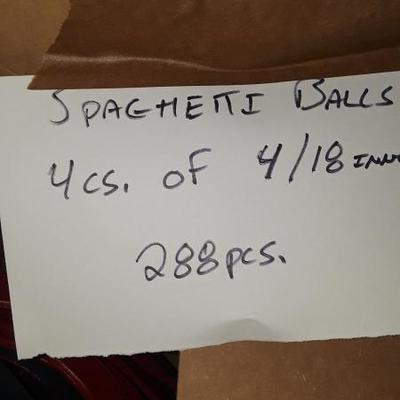 SPAGHETTI BALLS
4cs. of 4/18
288pcs.